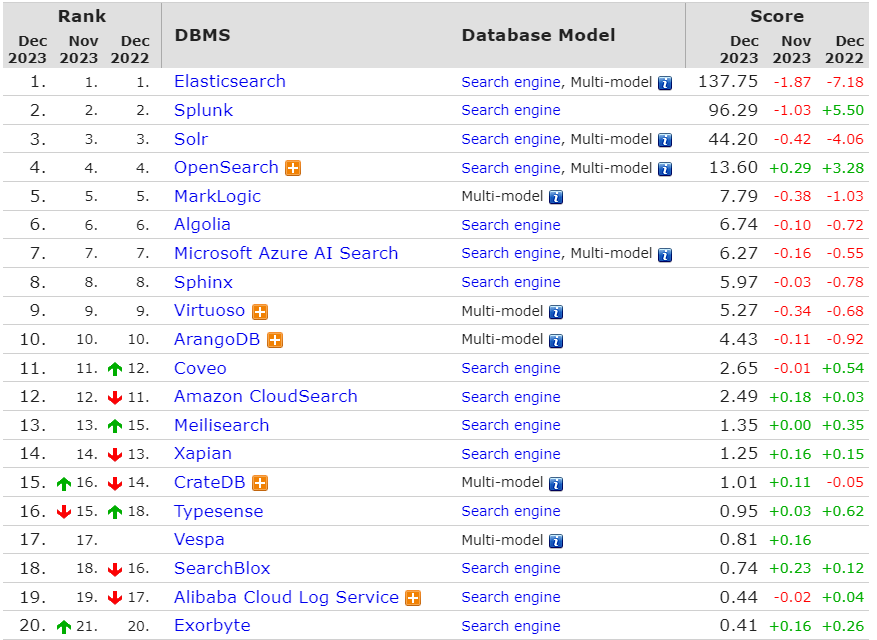 Rank DBMS Database Model Score
Dec 2023 Nov 2023 Dec 2022 Dec 2023 Nov 2023 Dec 2022
1. 1. 1. Elasticsearch Search engine, Multi-model i 137.75 -1.87 -7.18
2. 2. 2. Splunk Search engine 96.29 -1.03 +5.50
3. 3. 3. Solr Search engine, Multi-model i 44.20 -0.42 -4.06
4. 4. 4. OpenSearch Search engine, Multi-model i 13.60 +0.29 +3.28
5. 5. 5. MarkLogic Multi-model i 7.79 -0.38 -1.03
6. 6. 6. Algolia Search engine 6.74 -0.10 -0.72
7. 7. 7. Microsoft Azure AI Search Search engine, Multi-model i 6.27 -0.16 -0.55
8. 8. 8. Sphinx Search engine 5.97 -0.03 -0.78
9. 9. 9. Virtuoso Multi-model i 5.27 -0.34 -0.68
10. 10. 10. ArangoDB Multi-model i 4.43 -0.11 -0.92
11. 11. 12. Coveo Search engine 2.65 -0.01 +0.54
12. 12. 11. Amazon CloudSearch Search engine 2.49 +0.18 +0.03
13. 13. 15. Meilisearch Search engine 1.35 +0.00 +0.35
14. 14. 13. Xapian Search engine 1.25 +0.16 +0.15
15. 16. 14. CrateDB Multi-model i 1.01 +0.11 -0.05
16. 15. 18. Typesense Search engine 0.95 +0.03 +0.62
17. 17. Vespa Multi-model i 0.81 +0.16
18. 18. 16. SearchBlox Search engine 0.74 +0.23 +0.12
19. 19. 17. Alibaba Cloud Log Service Search engine 0.44 -0.02 +0.04
20. 21. 20. Exorbyte Search engine 0.41 +0.16 +0.26